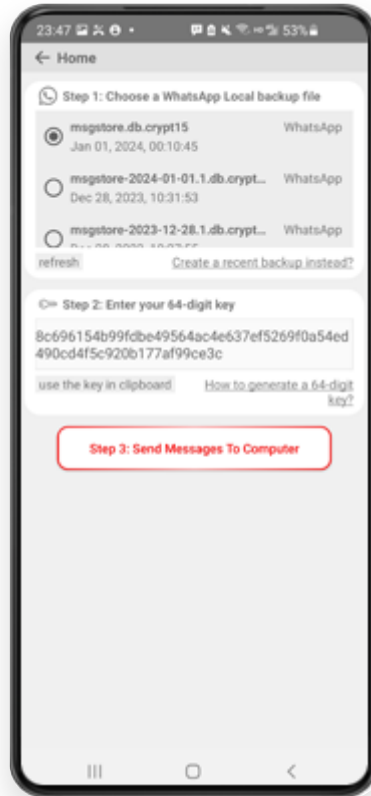 23:47 53%
← Home
Step 1: Choose a WhatsApp Local backup file
msgstore.db.crypt15 WhatsApp
Jan 01, 2024, 00:10:45
msgstore-2024-01-01.1.db.crypt... WhatsApp
Dec 28, 2023, 10:31:53
msgstore-2023-12-28.1.db.crypt... WhatsApp
refresh Create a recent backup instead?
Step 2: Enter your 64-digit key
8c696154b99fdbe49564ac4e637ef5269f0a54ed
490cd4f5c920b177af99ce3c
use the key in clipboard How to generate a 64-digit
key?
Step 3: Send Messages To Computer